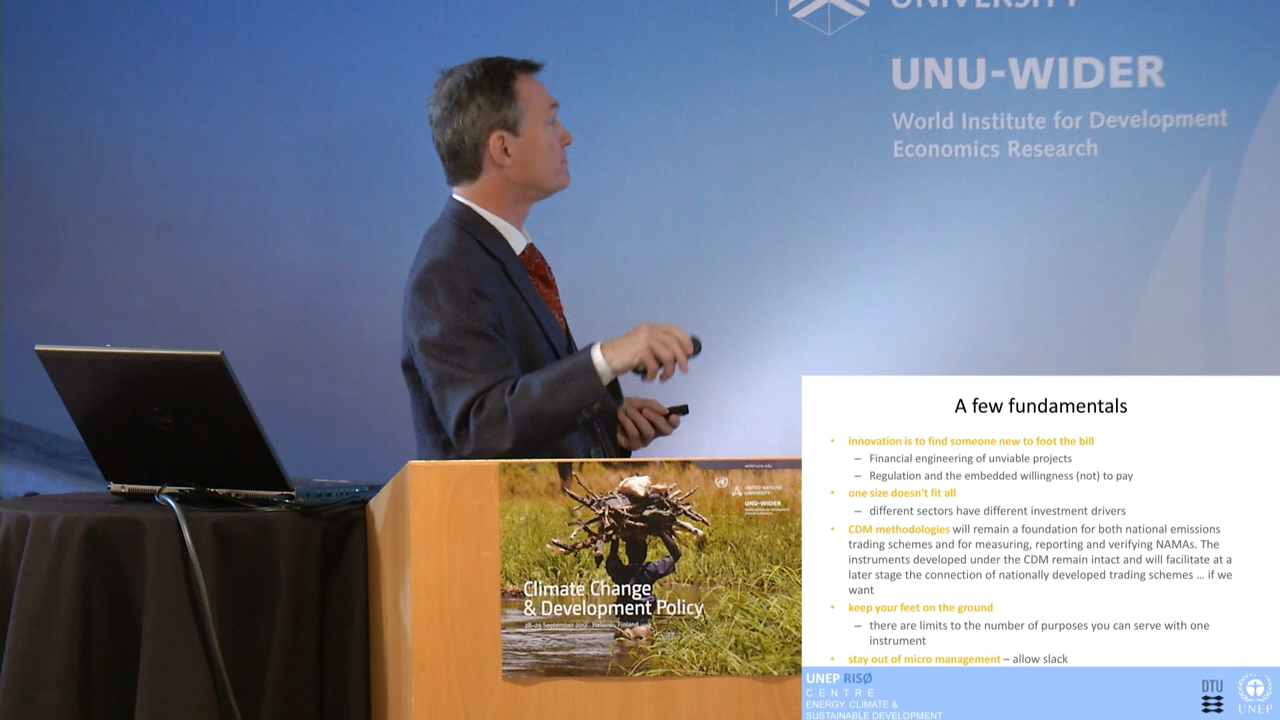 UNIVERSITY
UNU-WIDER
World Institute for Development
Economics Research
wider.unu.edu
UNITED NATIONS
UNIVERSITY
UNU-WIDER
Climate Change
& Development Policy
28-29 September 2012, Helsinki, Finland
A few fundamentals
• innovation is to find someone new to foot the bill
– Financial engineering of unviable projects
– Regulation and the embedded willingness (not) to pay
• one size doesn't fit all
– different sectors have different investment drivers
• CDM methodologies will remain a foundation for both national emissions
trading schemes and for measuring, reporting and verifying NAMAs. The
instruments developed under the CDM remain intact and will facilitate at a
later stage the connection of nationally developed trading schemes … if we
want
• keep your feet on the ground
– there are limits to the number of purposes you can serve with one
instrument
• stay out of micro management – allow slack
UNEP RISØ
CENTRE
ENERGY, CLIMATE &
SUSTAINABLE DEVELOPMENT
DTU
UNEP